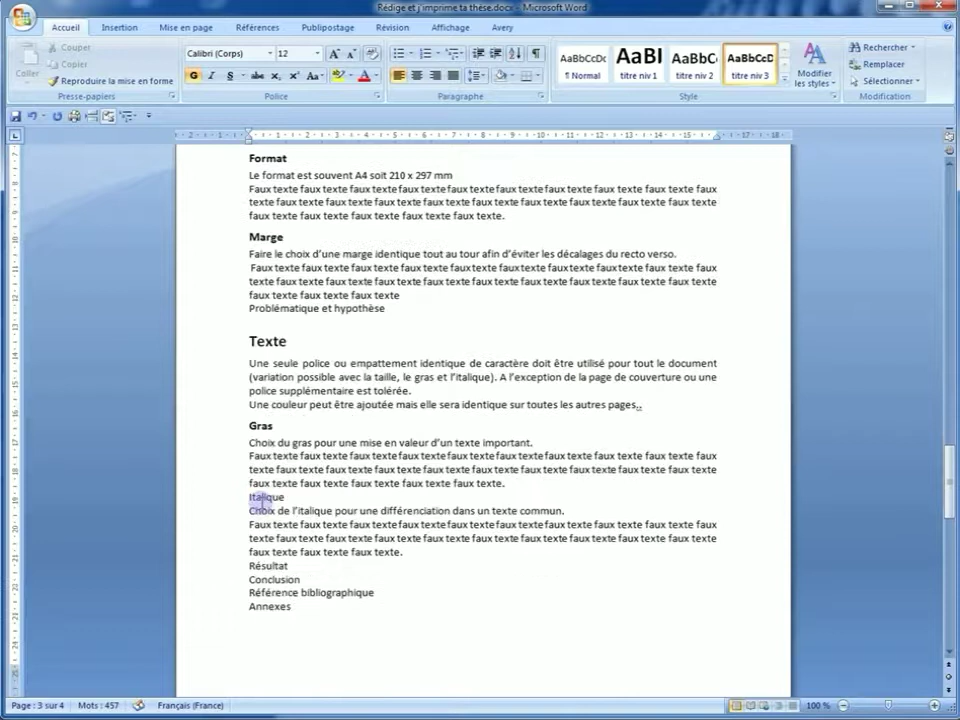 Rédige et j'imprime ta thèse.docx - Microsoft Word
Accueil Insertion Mise en page Références Publipostage Révision Affichage Avery
Coller
Couper
Copier
Reproduire la mise en forme
Presse-papiers
Calibri (Corps) 12
Police
Paragraphe
AaBbCcDc AaBl AaBbC AaBbCcD
¶ Normal titre niv 1 titre niv 2 titre niv 3
Modifier
les styles
Style
Rechercher
Remplacer
Sélectionner
Modification
Format
Le format est souvent A4 soit 210 x 297 mm
Faux texte faux texte faux texte faux texte faux texte faux texte faux texte faux texte faux texte faux
texte faux texte faux texte faux texte faux texte faux texte faux texte faux texte faux texte faux texte
faux texte faux texte faux texte faux texte faux texte.
Marge
Faire le choix d'une marge identique tout au tour afin d'éviter les décalages du recto verso.
Faux texte faux texte faux texte faux texte faux texte faux texte faux texte faux texte faux texte faux
texte faux texte faux texte faux texte faux texte faux texte faux texte faux texte faux texte faux texte
faux texte faux texte faux texte
Problématique et hypothèse
Texte
Une seule police ou empattement identique de caractère doit être utilisé pour tout le document
(variation possible avec la taille, le gras et l'italique). A l'exception de la page de couverture ou une
police supplémentaire est tolérée.
Une couleur peut être ajoutée mais elle sera identique sur toutes les autres pages..
Gras
Choix du gras pour une mise en valeur d'un texte important.
Faux texte faux texte faux texte faux texte faux texte faux texte faux texte faux texte faux texte faux
texte faux texte faux texte faux texte faux texte faux texte faux texte faux texte faux texte faux texte
faux texte faux texte faux texte faux texte faux texte.
Italique
Choix de l'italique pour une différenciation dans un texte commun.
Faux texte faux texte faux texte faux texte faux texte faux texte faux texte faux texte faux texte faux
texte faux texte faux texte faux texte faux texte faux texte faux texte faux texte faux texte faux texte
faux texte faux texte faux texte.
Résultat
Conclusion
Référence bibliographique
Annexes
Page : 3 sur 4 Mots : 457 Français (France) 100 %